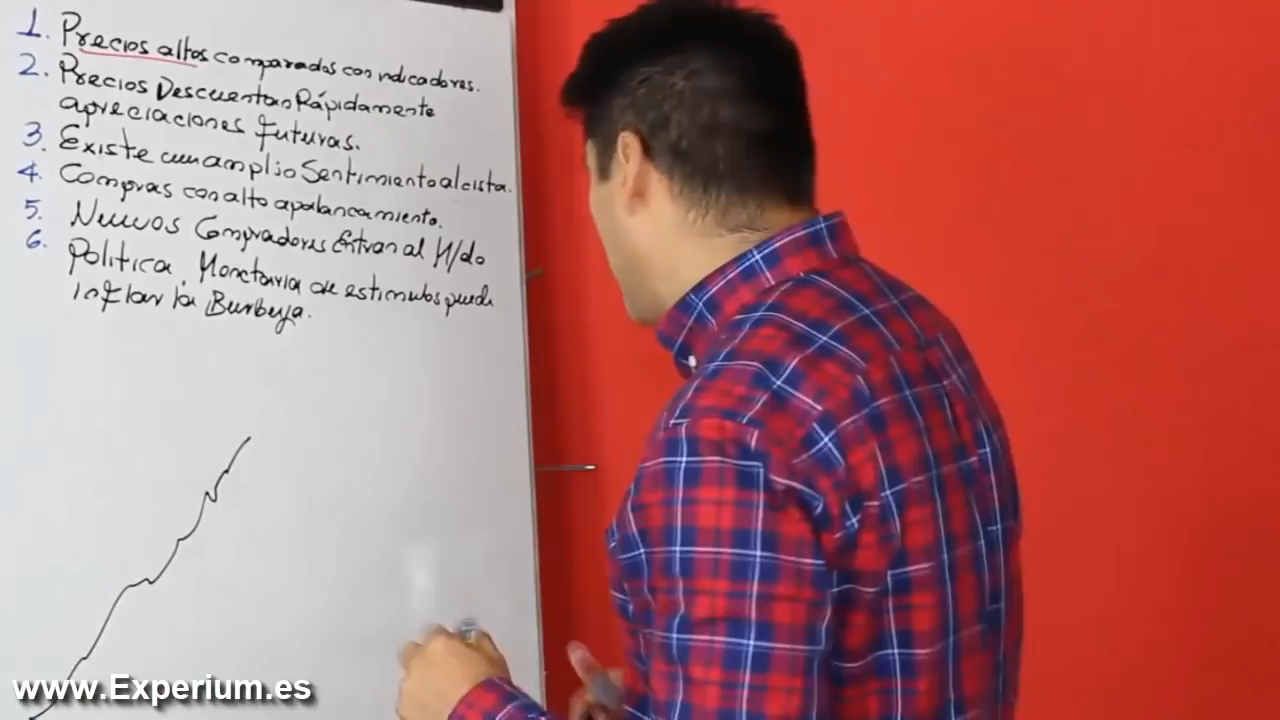 1. Precios altos comparados con indicadores.
2. Precios Descuentan Rápidamente
apreciaciones futuras.
3. Existe un amplio Sentimiento alcista.
4. Compras con alto apalancamiento.
5. Nuevos Compradores Entran al M/do
6. Política Monetaria de estimulos puede
inflar la Burbuja.
www.Experium.es